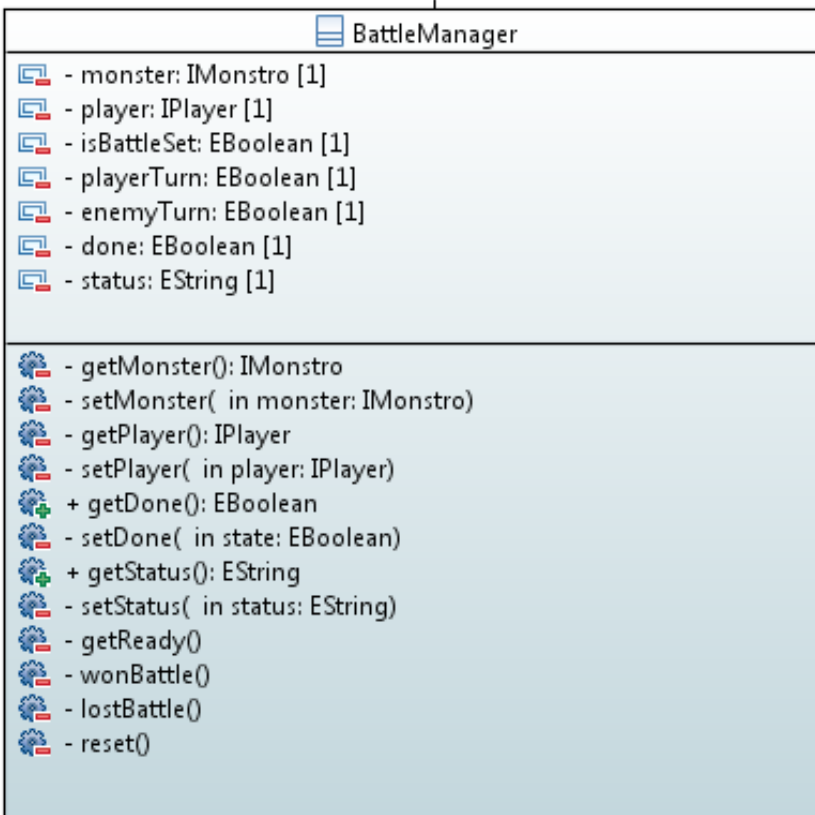 BattleManager
- monster: IMonstro [1]
- player: IPlayer [1]
- isBattleSet: EBoolean [1]
- playerTurn: EBoolean [1]
- enemyTurn: EBoolean [1]
- done: EBoolean [1]
- status: EString [1]
- getMonster(): IMonstro
- setMonster(  in monster: IMonstro)
- getPlayer(): IPlayer
- setPlayer(  in player: IPlayer)
+ getDone(): EBoolean
- setDone(  in state: EBoolean)
+ getStatus(): EString
- setStatus(  in status: EString)
- getReady()
- wonBattle()
- lostBattle()
- reset()